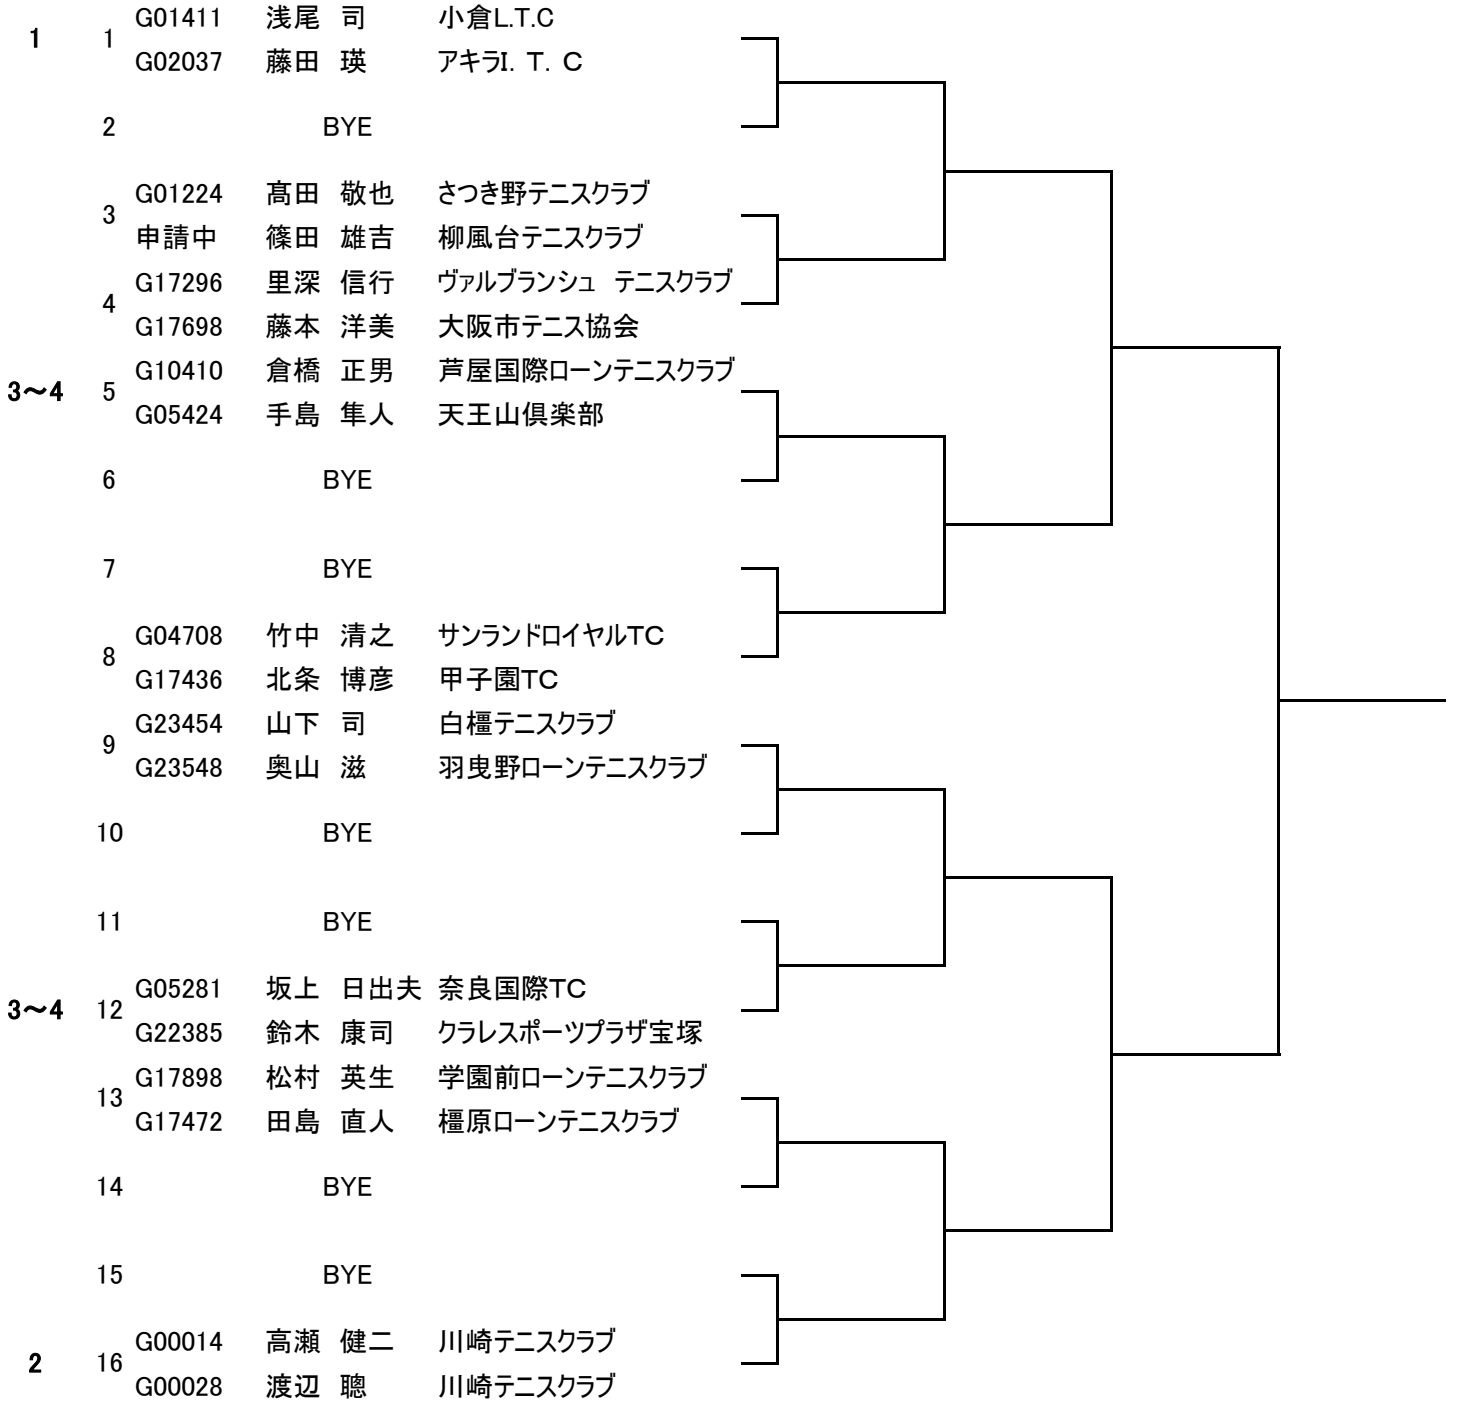 G01411 浅尾 司 小倉L.T.C
1 1
G02037 藤田 瑛 アキラI. T. C
2 BYE
G01224 髙田 敬也 さつき野テニスクラブ
3
申請中 篠田 雄吉 柳風台テニスクラブ
G17296 里深 信行 ヴァルブランシュ テニスクラブ
4
G17698 藤本 洋美 大阪市テニス協会
G10410 倉橋 正男 芦屋国際ローンテニスクラブ
3～4 5
G05424 手島 隼人 天王山倶楽部
6 BYE
7 BYE
G04708 竹中 清之 サンランドロイヤルTC
8
G17436 北条 博彦 甲子園TC
G23454 山下 司 白橿テニスクラブ
9
G23548 奥山 滋 羽曳野ローンテニスクラブ
10 BYE
11 BYE
G05281 坂上 日出夫 奈良国際TC
3～4 12
G22385 鈴木 康司 クラレスポーツプラザ宝塚
G17898 松村 英生 学園前ローンテニスクラブ
13
G17472 田島 直人 橿原ローンテニスクラブ
14 BYE
15 BYE
G00014 高瀬 健二 川崎テニスクラブ
2 16
G00028 渡辺 聰 川崎テニスクラブ